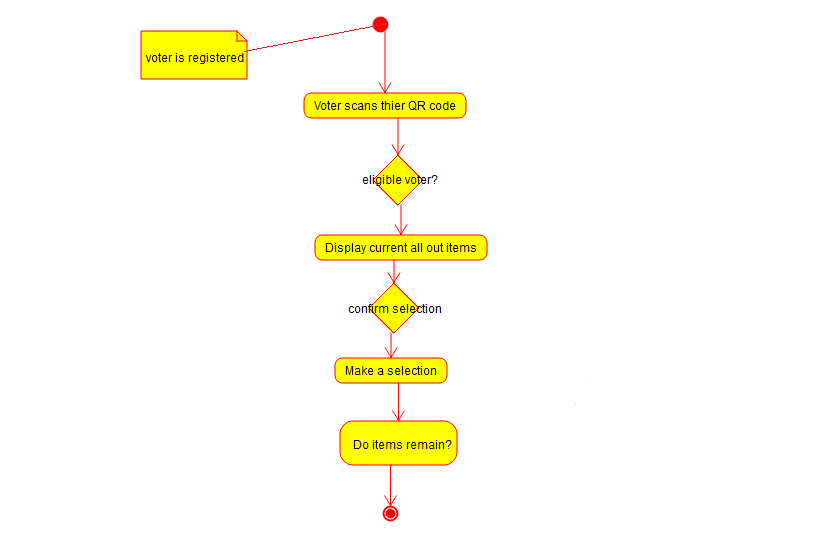 voter is registered
Voter scans thier QR code
eligible voter?
Display current all out items
confirm selection
Make a selection
Do items remain?